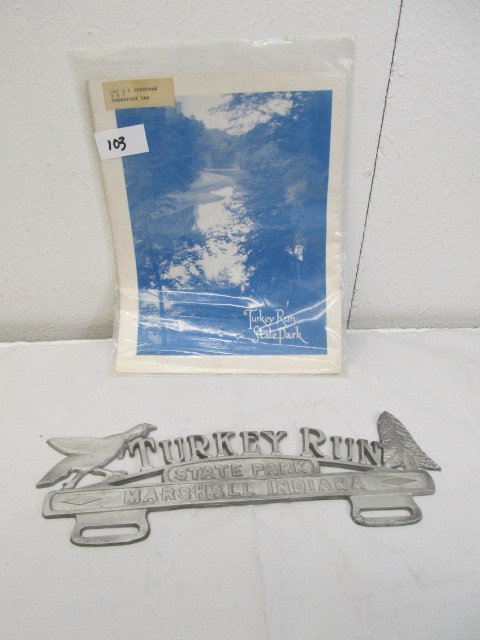 103
Turkey Run
State Park
TURKEY RUN
STATE PARK
MARSHALL INDIANA